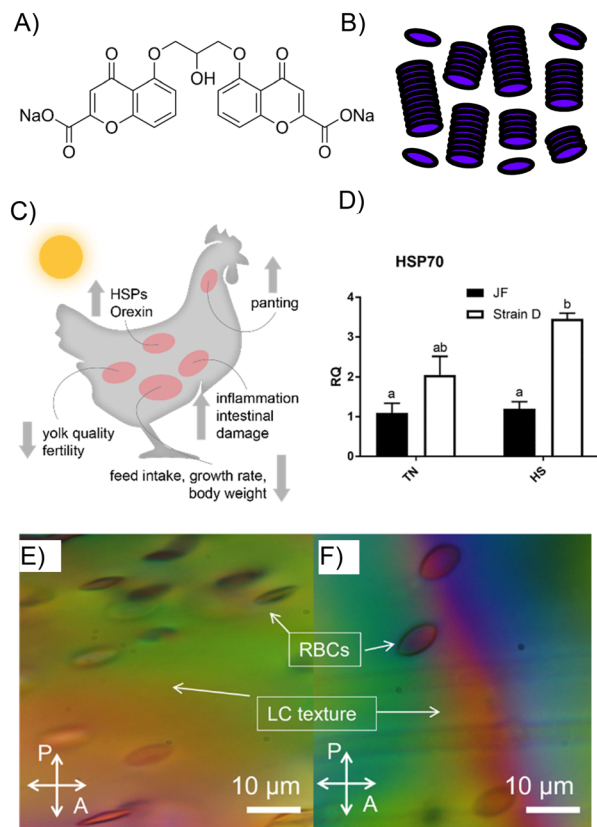 A)
O
O
O
O
OH
NaO
O
O
O
O
ONa
O
B)
C)
HSPs
Orexin
panting
yolk quality
fertility
inflammation
intestinal
damage
feed intake, growth rate,
body weight
D)
HSP70
JF
Strain D
RQ
4
3
2
1
0
a
ab
a
b
TN
HS
E)
F)
RBCs
LC texture
P
A
10 µm
P
A
10 µm